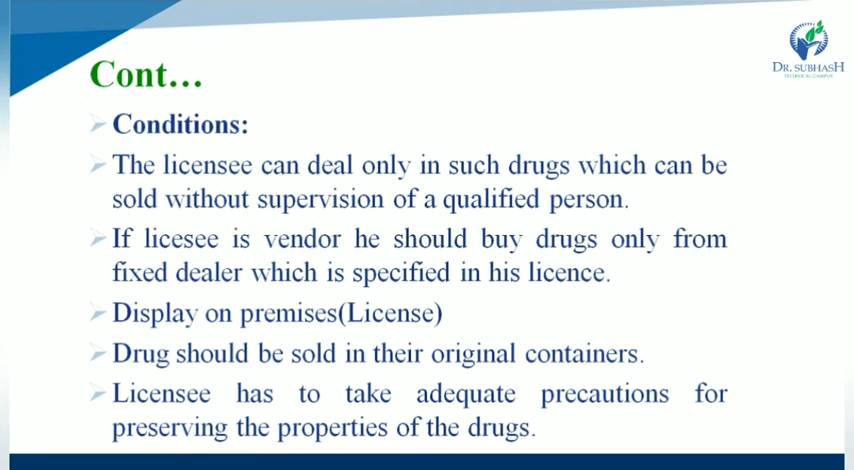 DR. SUBHASH
TECHNICAL CAMPUS
Cont...
Conditions:
The licensee can deal only in such drugs which can be
sold without supervision of a qualified person.
If licesee is vendor he should buy drugs only from
fixed dealer which is specified in his licence.
Display on premises(License)
Drug should be sold in their original containers.
Licensee has to take adequate precautions for
preserving the properties of the drugs.